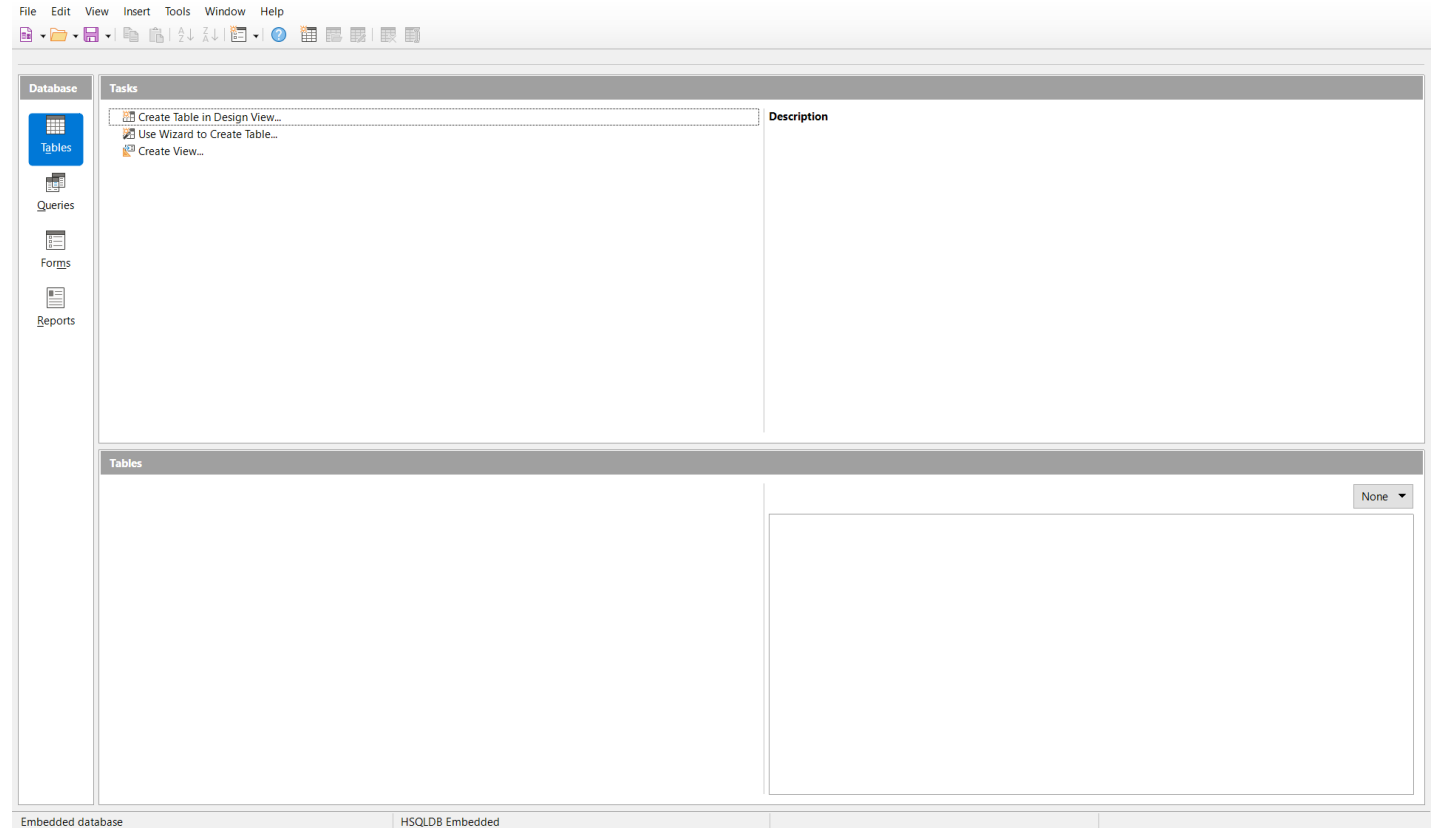 File Edit View Insert Tools Window Help
Database
Tables
Queries
Forms
Reports
Tasks
Create Table in Design View...
Use Wizard to Create Table...
Create View...
Description
Tables
None
Embedded database HSQLDB Embedded